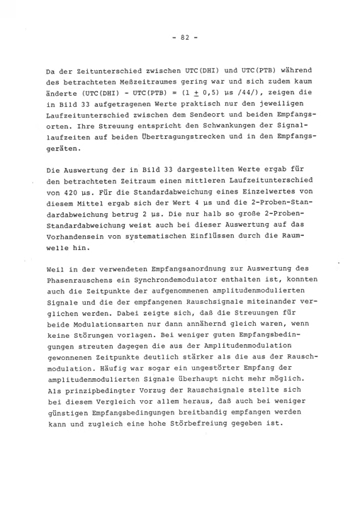 - 82 -
Da der Zeitunterschied zwischen UTC(DHI) und UTC(PTB) während
des betrachteten Meßzeitraumes gering war und sich zudem kaum
änderte (UTC(DHI) - UTC(PTB) = (1 ± 0,5) µs /44/), zeigen die
in Bild 33 aufgetragenen Werte praktisch nur den jeweiligen
Laufzeitunterschied zwischen dem Sendeort und beiden Empfangs-
orten. Ihre Streuung entspricht den Schwankungen der Signal-
laufzeiten auf beiden Übertragungstrecken und in den Empfangs-
geräten.
Die Auswertung der in Bild 33 dargestellten Werte ergab für
den betrachteten Zeitraum einen mittleren Laufzeitunterschied
von 420 µs. Für die Standardabweichung eines Einzelwertes von
diesem Mittel ergab sich der Wert 4 µs und die 2-Proben-Stan-
dardabweichung betrug 2 µs. Die nur halb so große 2-Proben-
Standardabweichung weist auch bei dieser Auswertung auf das
Vorhandensein von systematischen Einflüssen durch die Raum-
welle hin.
Weil in der verwendeten Empfangsanordnung zur Auswertung des
Phasenrauschens ein Synchrondemodulator enthalten ist, konnten
auch die Zeitpunkte der aufgenommenen amplitudenmodulierten
Signale und die der empfangenen Rauschsignale miteinander ver-
glichen werden. Dabei zeigte sich, daß die Streuungen für
beide Modulationsarten nur dann annähernd gleich waren, wenn
keine Störungen vorlagen. Bei weniger guten Empfangsbedin-
gungen streuten dagegen die aus der Amplitudenmodulation
gewonnenen Zeitpunkte deutlich stärker als die aus der Rausch-
modulation. Häufig war sogar ein ungestörter Empfang der
amplitudenmodulierten Signale überhaupt nicht mehr möglich.
Als prinzipbedingter Vorzug der Rauschsignale stellte sich
bei diesem Vergleich vor allem heraus, daß auch bei weniger
günstigen Empfangsbedingungen breitbandig empfangen werden
kann und zugleich eine hohe Störbefreiung gegeben ist.